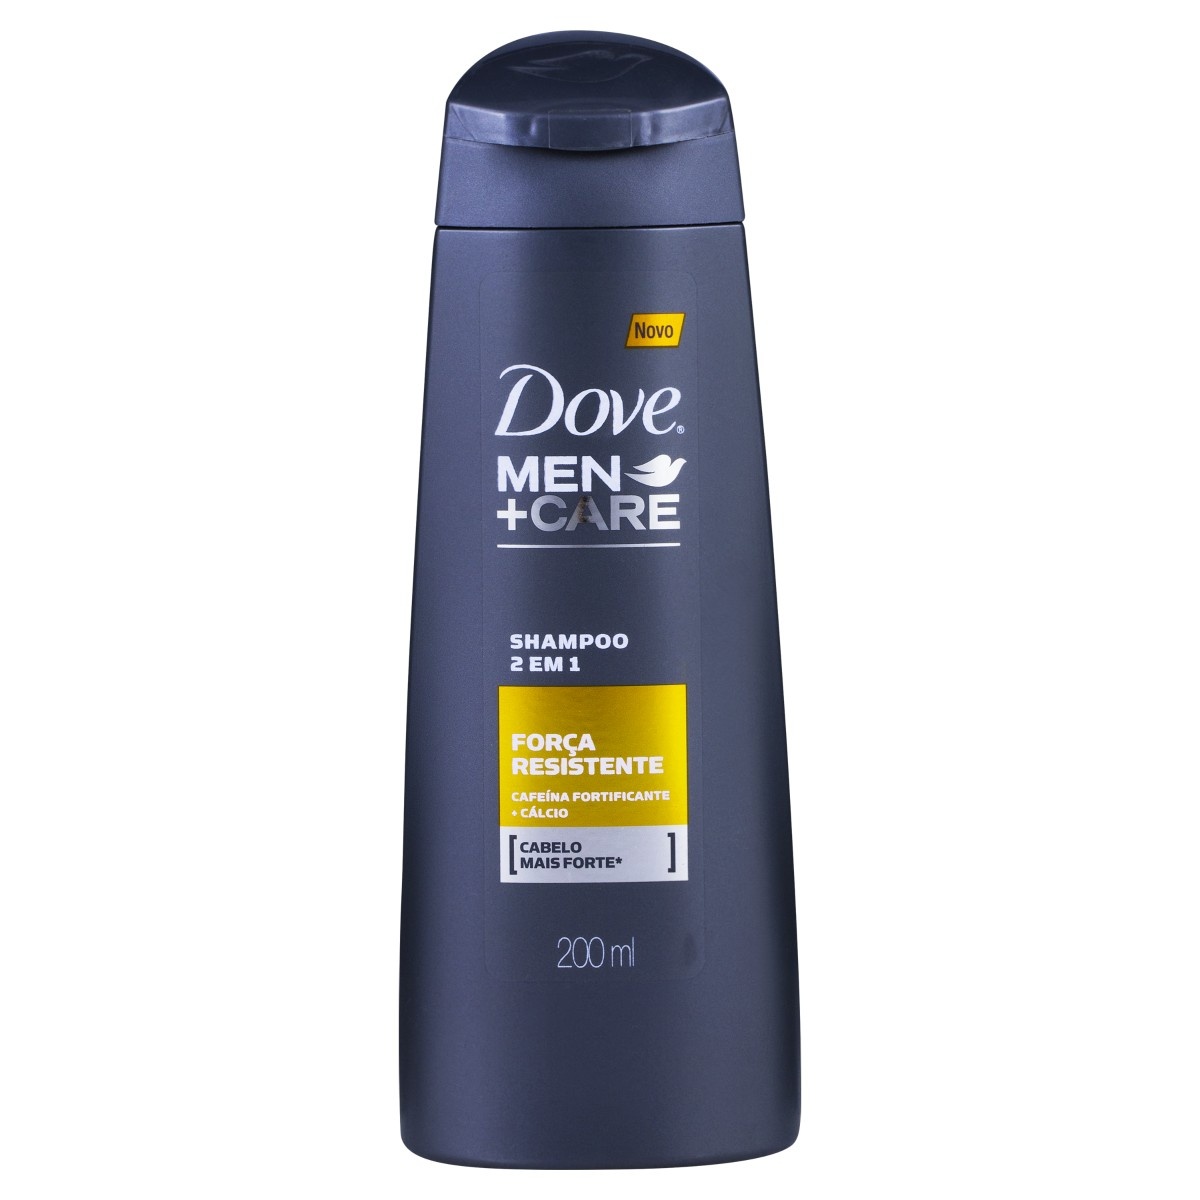 Novo
Dove®
MEN
+CARE
SHAMPOO
2 EM 1
FORÇA
RESISTENTE
CAFEÍNA FORTIFICANTE
+ CÁLCIO
[CABELO
MAIS FORTE*]
200 ml